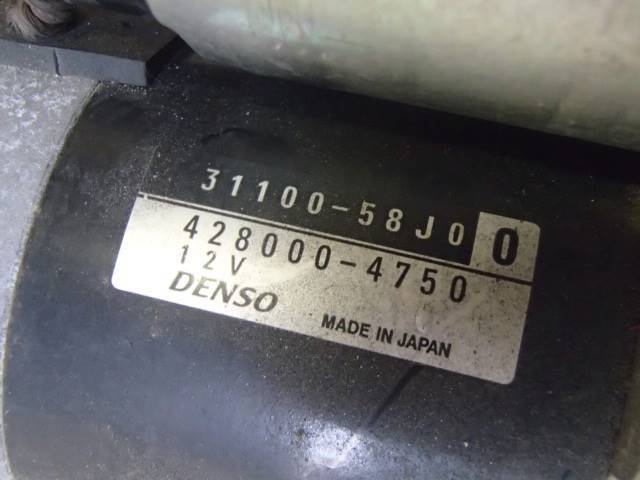 31100-58J0 0
428000-4750
12V
DENSO
MADE IN JAPAN